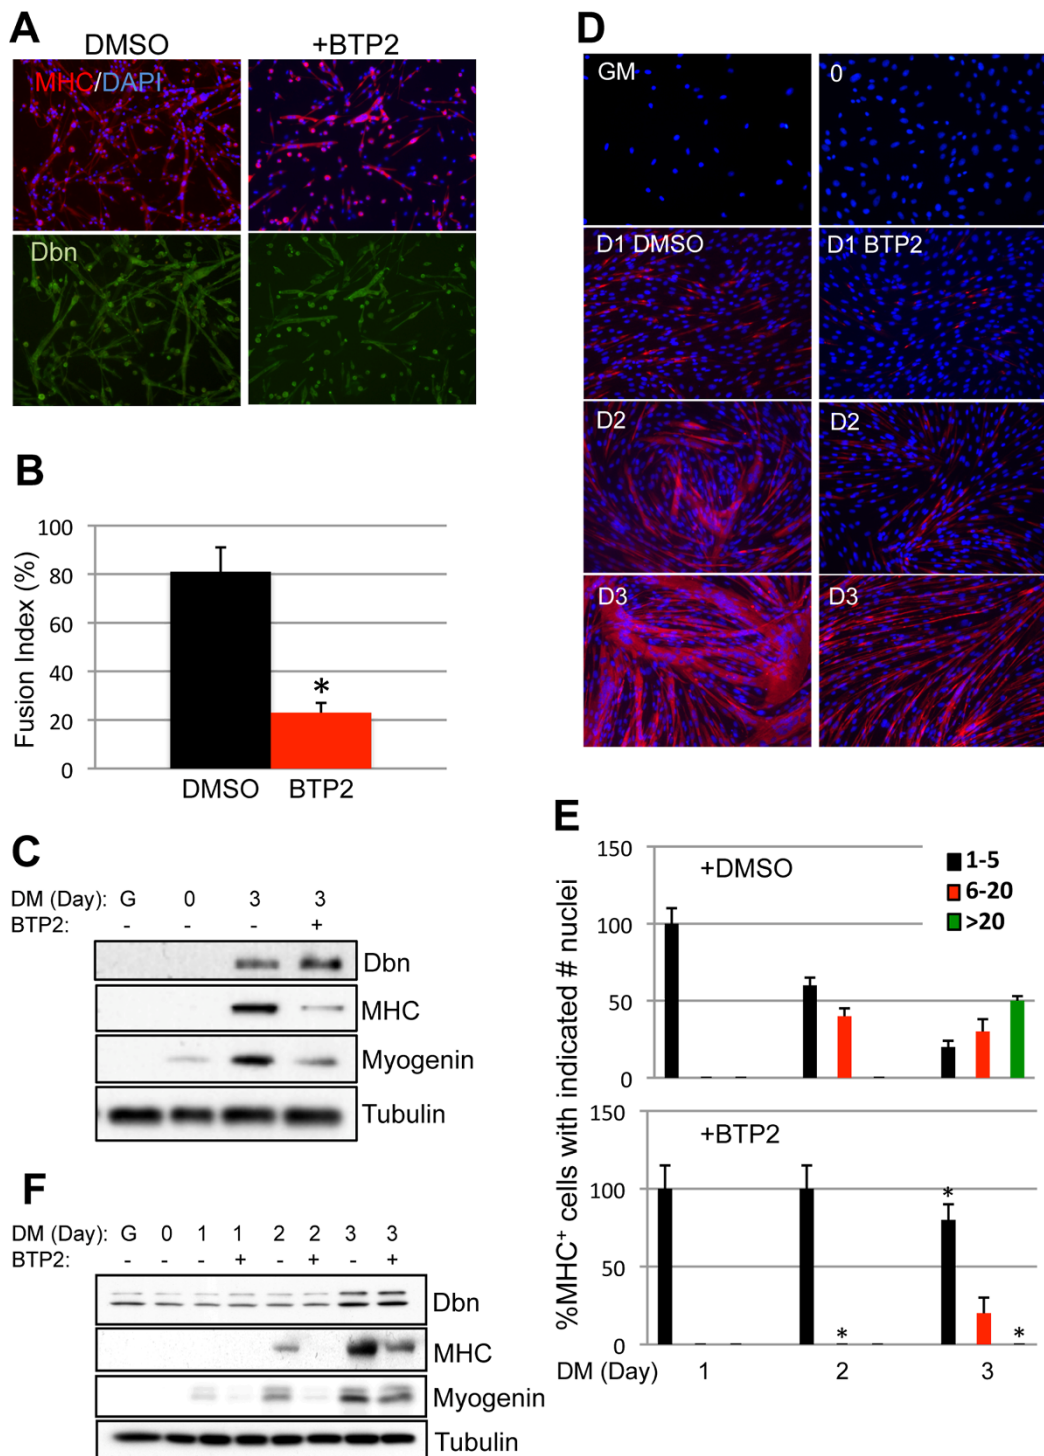 A
DMSO +BTP2
MHC/DAPI
Dbn
B
Fusion Index (%)
100
80
60
40
20
0
*
DMSO BTP2
C
DM (Day): G 0 3 3
BTP2: - - - +
Dbn
MHC
Myogenin
Tubulin
F
DM (Day): G 0 1 1 2 2 3 3
BTP2: - - - + - + - +
Dbn
MHC
Myogenin
Tubulin
D
GM 0
D1 DMSO D1 BTP2
D2 D2
D3 D3
E
%MHC⁺ cells with indicated # nuclei
150
+DMSO
1-5
6-20
>20
100
50
0
150
+BTP2
100
*
50
* *
0
DM (Day) 1 2 3